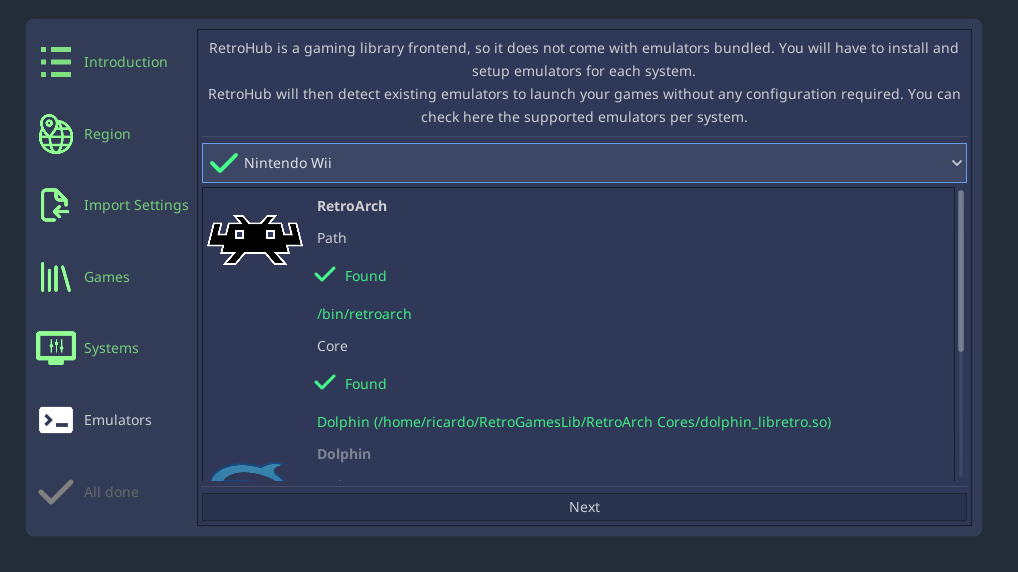 Introduction
Region
Import Settings
Games
Systems
Emulators
All done
RetroHub is a gaming library frontend, so it does not come with emulators bundled. You will have to install and
setup emulators for each system.
RetroHub will then detect existing emulators to launch your games without any configuration required. You can
check here the supported emulators per system.
Nintendo Wii
RetroArch
Path
Found
/bin/retroarch
Core
Found
Dolphin (/home/ricardo/RetroGamesLib/RetroArch Cores/dolphin_libretro.so)
Dolphin
Next